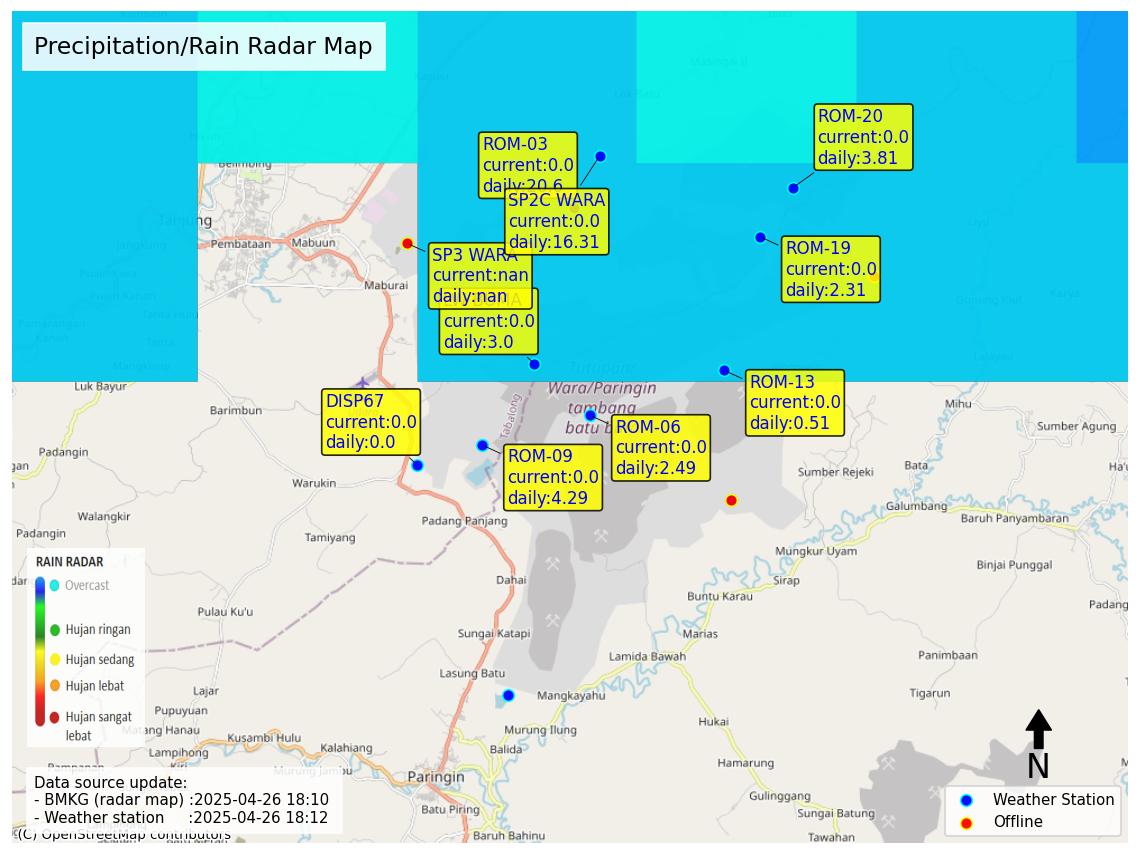 Precipitation/Rain Radar Map
ROM-20
current:0.0
daily:3.81
ROM-03
current:0.0
daily:20.6
SP2C WARA
current:0.0
daily:16.31
ROM-19
current:0.0
daily:2.31
SP3 WARA
current:nan
daily:nan
current:0.0
daily:3.0
ROM-13
current:0.0
daily:0.51
DISP67
current:0.0
daily:0.0
ROM-06
current:0.0
daily:2.49
ROM-09
current:0.0
daily:4.29
Belimbing
Tanjung
Pembataan
Mabuun
Maburai
Luk Bayur
Barimbun
Warukin
Tabalong
Tutupan
Wara/Paringin
tambang
batu
Mihu
Sumber Agung
Sumber Rejeki
Bata
Galumbang
Baruh Panyambaran
Padangin
Walangkir
Padangin
Tamiyang
Padang Panjang
Mungkur Uyam
Binjai Punggal
Dahai
Sirap
Buntu Karau
Padang
Pulau Ku'u
Sungai Katapi
Marias
Lamida Bawah
Panimbaan
Lasung Batu
Lajar
Mangkayahu
Tigarun
Pupuyuan
Matang Hanau
Kusambi Hulu
Murung Ilung
Hukai
Lampihong
Kalahiang
Balida
Hamarung
Murung Jambu
Paringin
Gulinggang
Batu Piring
Sungai Batung
Baruh Bahinu
Tawahan
RAIN RADAR
Overcast
Hujan ringan
Hujan sedang
Hujan lebat
Hujan sangat
lebat
Data source update:
- BMKG (radar map) :2025-04-26 18:10
- Weather station :2025-04-26 18:12
(C) OpenStreetMap contributors
N
Weather Station
Offline